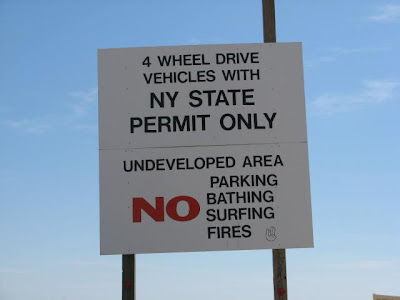 4 WHEEL DRIVE
VEHICLES WITH
NY STATE
PERMIT ONLY
UNDEVELOPED AREA
NO
PARKING
BATHING
SURFING
FIRES